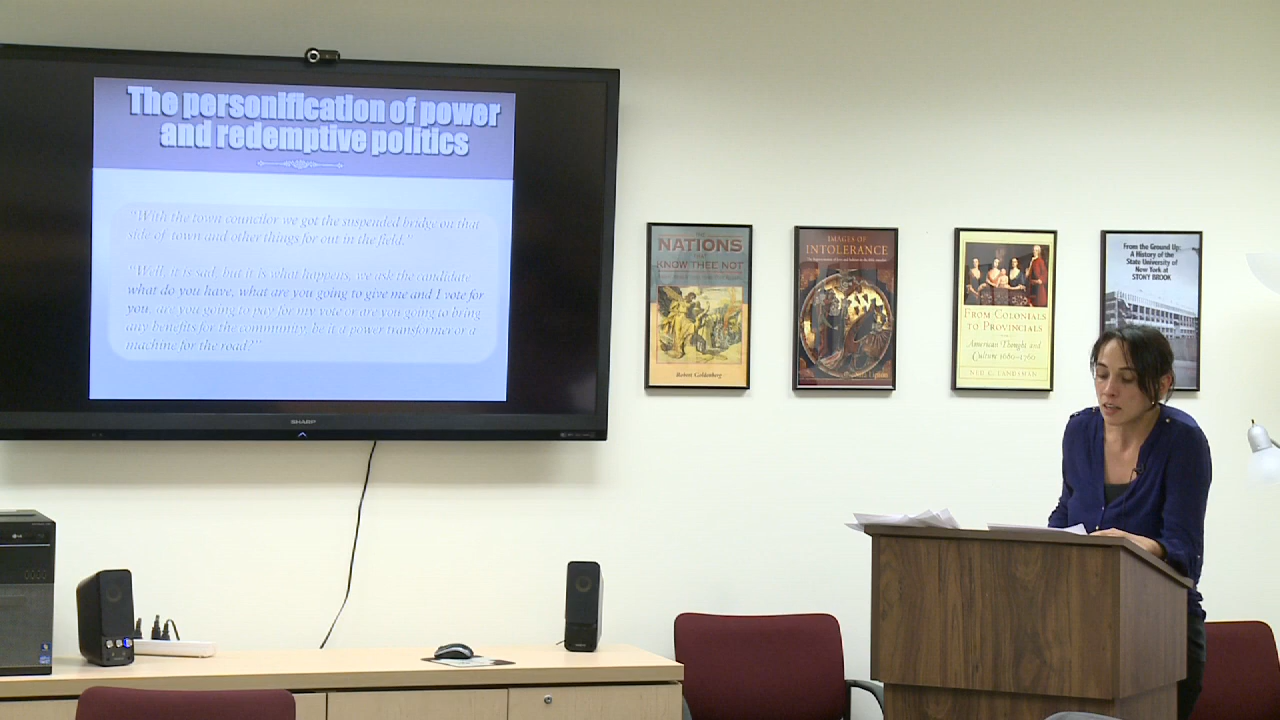 The personification of power
and redemptive politics
"With the town councilor we got the suspended bridge on that
side of town and other things for out in the field."
"Well, it is sad, but it is what happens, we ask the candidate
what do you have, what are you going to give me and I vote for
you, are you going to pay for my vote or are you going to bring
any benefits for the community, be it a power transformer or a
machine for the road?"
SHARP
THE
NATIONS
THAT
KNOW THEE NOT
Robert Goldenberg
IMAGES OF
INTOLERANCE
FROM COLONIALS
TO PROVINCIALS
American Thought and
Culture 1680-1760
NED C. LANDSMAN
From the Ground Up:
A History of the
State University of
New York at
STONY BROOK
LG